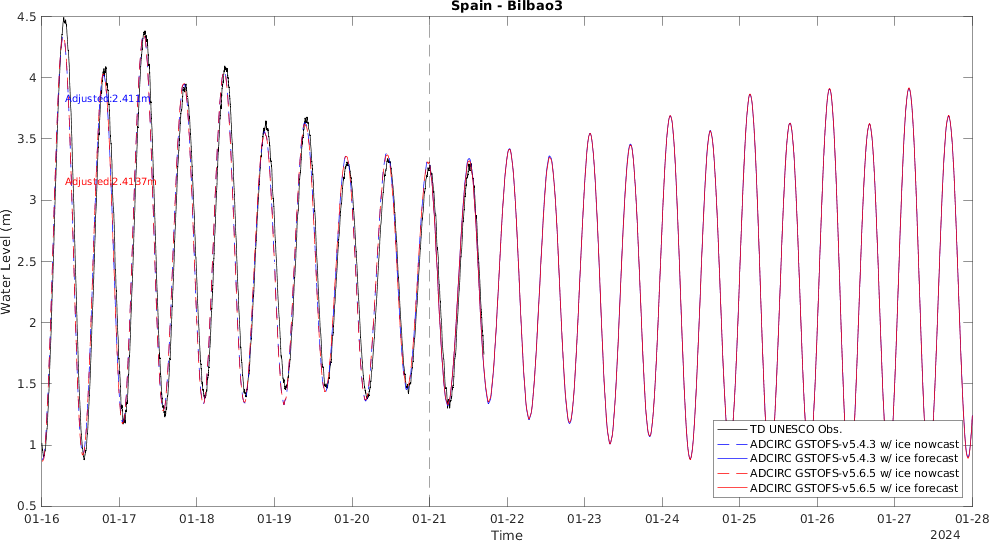 Spain - Bilbao3
4.5
4
3.5
3
2.5
2
1.5
1
0.5
Water Level (m)
Adjusted:2.411m
Adjusted:2.4137m
TD UNESCO Obs.
ADCIRC GSTOFS-v5.4.3 w/ ice nowcast
ADCIRC GSTOFS-v5.4.3 w/ ice forecast
ADCIRC GSTOFS-v5.6.5 w/ ice nowcast
ADCIRC GSTOFS-v5.6.5 w/ ice forecast
01-16 01-17 01-18 01-19 01-20 01-21 01-22 01-23 01-24 01-25 01-26 01-27 01-28
Time
2024